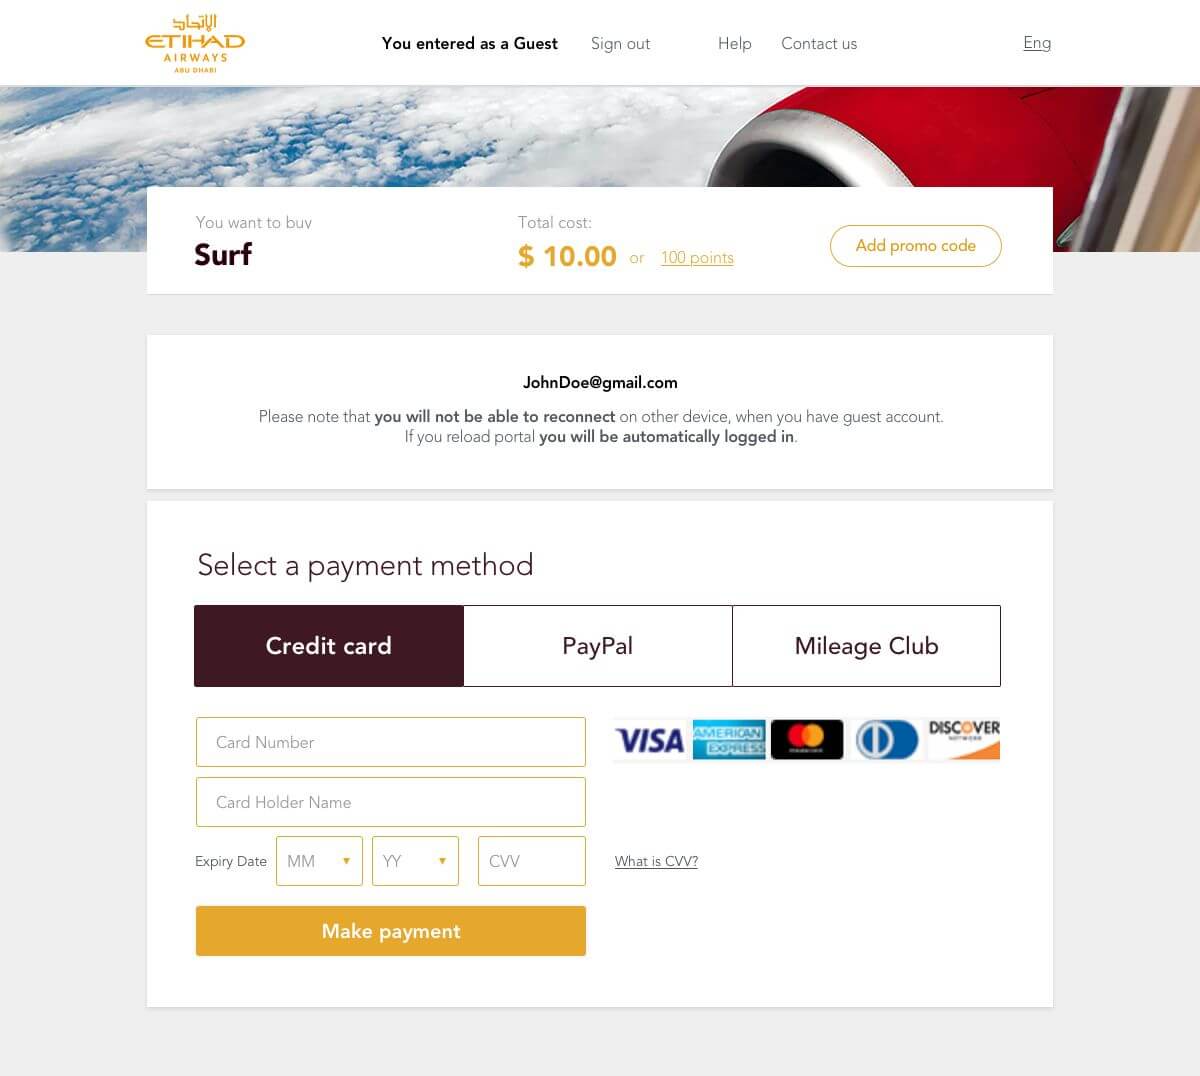 الإتحاد
ETIHAD
AIRWAYS
ABU DHABI
You entered as a Guest
Sign out
Help
Contact us
Eng
You want to buy
Surf
Total cost:
$ 10.00 or 100 points
Add promo code
JohnDoe@gmail.com
Please note that you will not be able to reconnect on other device, when you have guest account.
If you reload portal you will be automatically logged in.
Select a payment method
Credit card
PayPal
Mileage Club
Card Number
VISA
AMERICAN
EXPRESS
mastercard
DISCOVER
NETWORK
Card Holder Name
Expiry Date
MM
YY
CVV
What is CVV?
Make payment